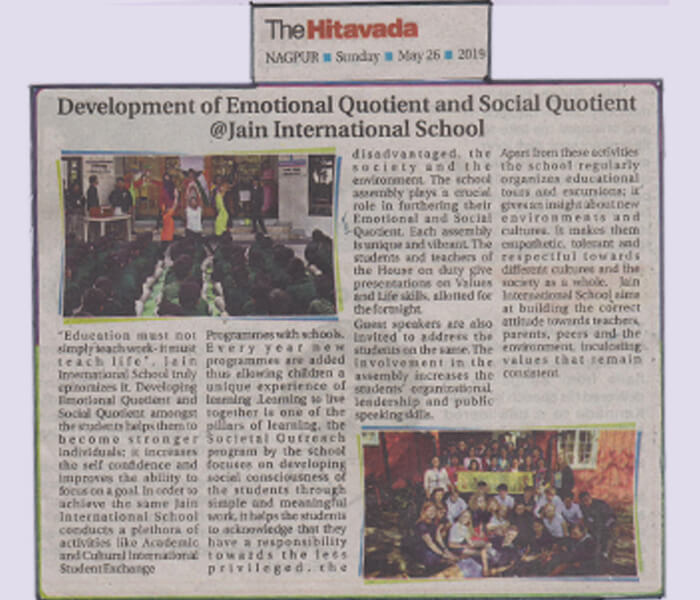 The Hitavada
NAGPUR ■ Sunday ■ May 26 ■ 2019
Development of Emotional Quotient and Social Quotient
@Jain International School
"Education must not
simply teach work- it must
teach life". Jain
International School truly
epitomizes it. Developing
Emotional Quotient and
Social Quotient amongst
the students helps them to
become stronger
individuals; it increases
the self confidence and
improves the ability to
focus on a goal. In order to
achieve the same Jain
International School
conducts a plethora of
activities like Academic
and Cultural International
Student Exchange
Programmes with schools.
Every year new
programmes are added
thus allowing children a
unique experience of
learning .Learning to live
together is one of the
pillars of learning, the
Societal Outreach
program by the school
focuses on developing
social consciousness of
the students through
simple and meaningful
work, it helps the students
to acknowledge that they
have a responsibility
towards the less
privileged, the
disadvantaged, the
society and the
environment. The school
assembly plays a crucial
role in furthering their
Emotional and Social
Quotient. Each assembly
is unique and vibrant. The
students and teachers of
the House on duty give
presentations on Values
and Life skills, allotted for
the fortnight.
Guest speakers are also
invited to address the
students on the same. The
involvement in the
assembly increases the
students' organizational,
leadership and public
speaking skills.
Apart from these activities
the school regularly
organizes educational
tours and excursions; it
gives an insight about new
environments and
cultures. It makes them
empathetic, tolerant and
respectful towards
different cultures and the
society as a whole. Jain
International School aims
at building the correct
attitude towards teachers,
parents, peers and the
environment, inculcating
values that remain
consistent.